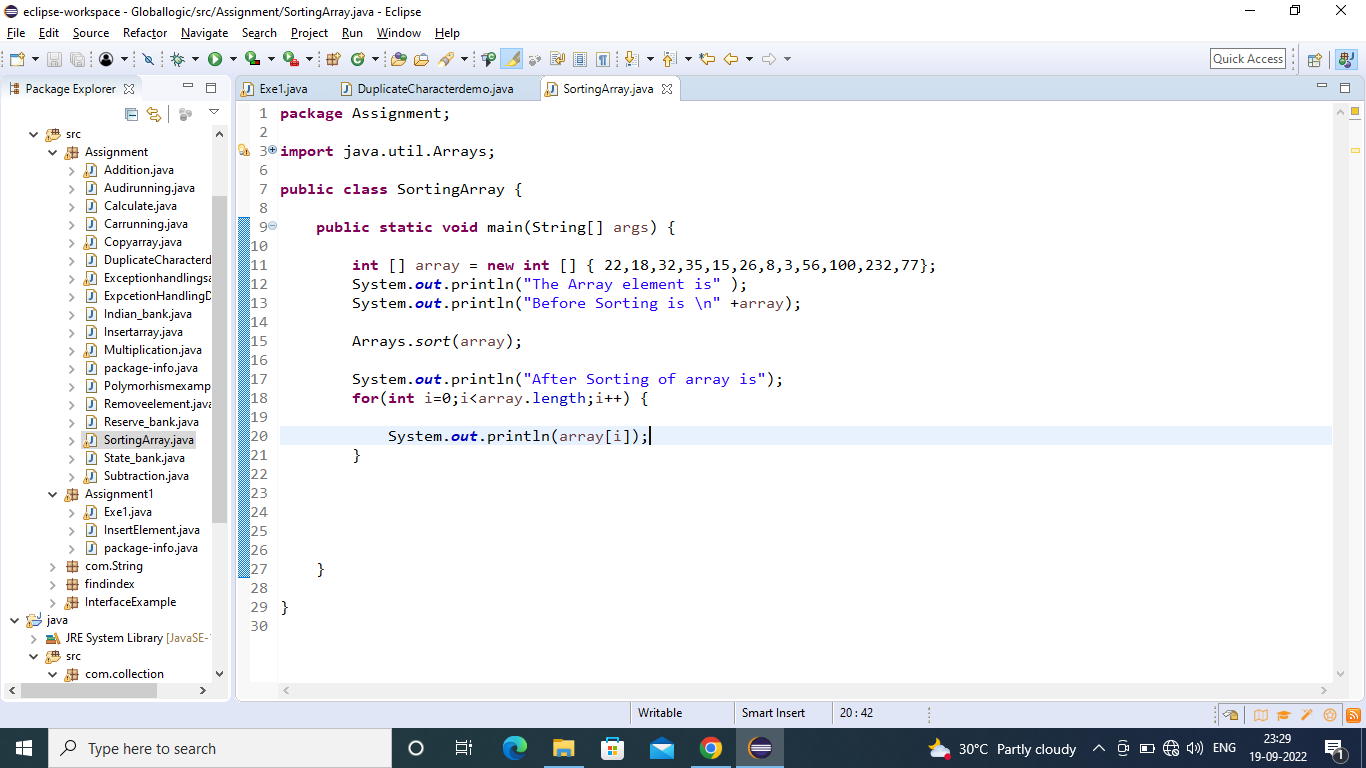 eclipse-workspace - Globallogic/src/Assignment/SortingArray.java - Eclipse
File Edit Source Refactor Navigate Search Project Run Window Help
Quick Access
Package Explorer
Exe1.java DuplicateCharacterdemo.java SortingArray.java
src
Assignment
Addition.java
Audirunning.java
Calculate.java
Carrunning.java
Copyarray.java
DuplicateCharacterd
Exceptionhandlingsa
ExpcetionHandlingD
Indian_bank.java
Insertarray.java
Multiplication.java
package-info.java
Polymorhismexamp
Removeelement.java
Reserve_bank.java
SortingArray.java
State_bank.java
Subtraction.java
Assignment1
Exe1.java
InsertElement.java
package-info.java
com.String
findindex
InterfaceExample
java
JRE System Library [JavaSE-1
src
com.collection
1 package Assignment;
2
3 import java.util.Arrays;
6
7 public class SortingArray {
8
9 public static void main(String[] args) {
10
11 int [] array = new int [] { 22,18,32,35,15,26,8,3,56,100,232,77};
12 System.out.println("The Array element is" );
13 System.out.println("Before Sorting is \n" +array);
14
15 Arrays.sort(array);
16
17 System.out.println("After Sorting of array is");
18 for(int i=0;i<array.length;i++) {
19
20 System.out.println(array[i]);
21 }
22
23
24
25
26
27 }
28
29 }
30
Writable Smart Insert 20 : 42
Type here to search
30°C Partly cloudy ENG 23:29
19-09-2022
1